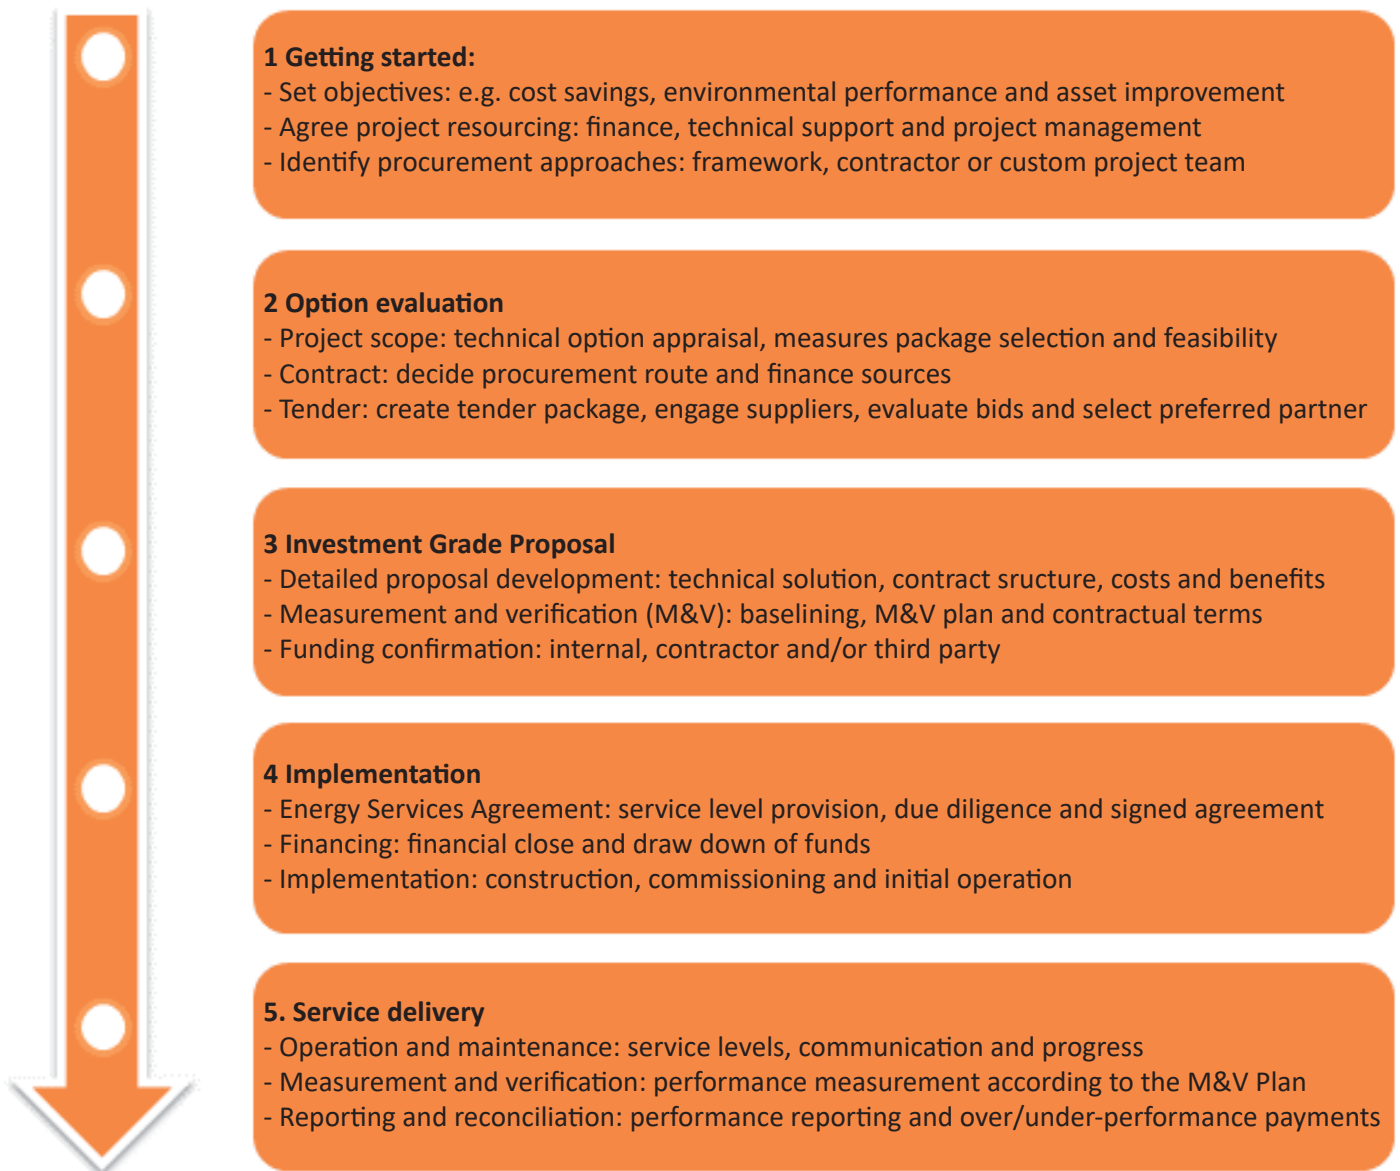 1 Getting started:
- Set objectives: e.g. cost savings, environmental performance and asset improvement
- Agree project resourcing: finance, technical support and project management
- Identify procurement approaches: framework, contractor or custom project team
2 Option evaluation
- Project scope: technical option appraisal, measures package selection and feasibility
- Contract: decide procurement route and finance sources
- Tender: create tender package, engage suppliers, evaluate bids and select preferred partner
3 Investment Grade Proposal
- Detailed proposal development: technical solution, contract sructure, costs and benefits
- Measurement and verification (M&V): baselining, M&V plan and contractual terms
- Funding confirmation: internal, contractor and/or third party
4 Implementation
- Energy Services Agreement: service level provision, due diligence and signed agreement
- Financing: financial close and draw down of funds
- Implementation: construction, commissioning and initial operation
5. Service delivery
- Operation and maintenance: service levels, communication and progress
- Measurement and verification: performance measurement according to the M&V Plan
- Reporting and reconciliation: performance reporting and over/under-performance payments